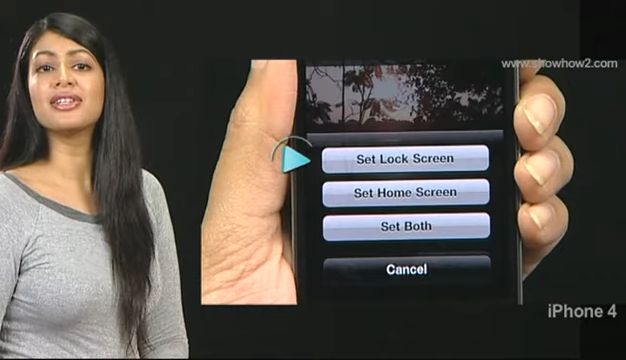 www.showhow2.com
Set Lock Screen
Set Home Screen
Set Both
Cancel
iPhone 4